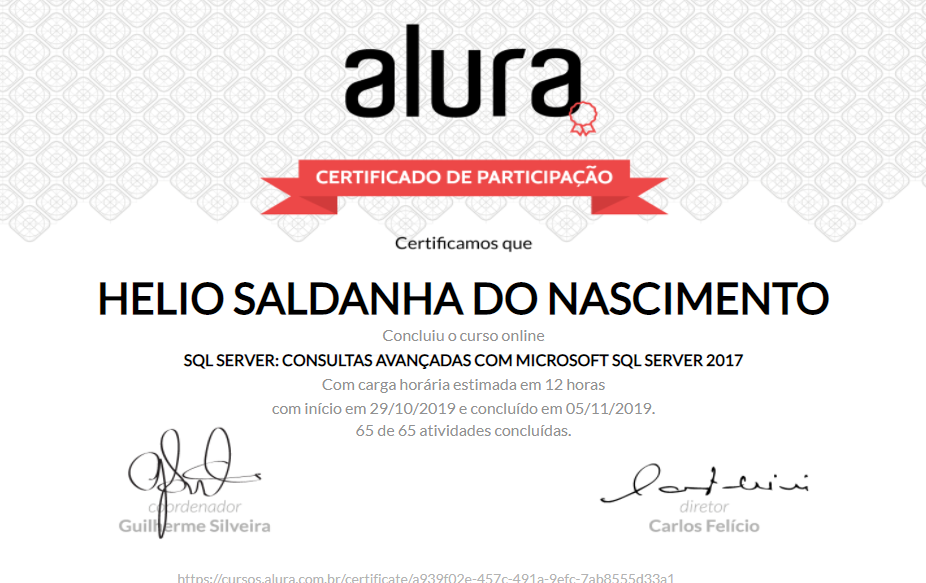 alura
CERTIFICADO DE PARTICIPAÇÃO
Certificamos que
HELIO SALDANHA DO NASCIMENTO
Concluiu o curso online
SQL SERVER: CONSULTAS AVANÇADAS COM MICROSOFT SQL SERVER 2017
Com carga horária estimada em 12 horas
com início em 29/10/2019 e concluído em 05/11/2019.
65 de 65 atividades concluídas.
coordenador
Guilherme Silveira
diretor
Carlos Felício
https://cursos.alura.com.br/certificate/a939f02e-457c-491a-9efc-7ab8555d33a1